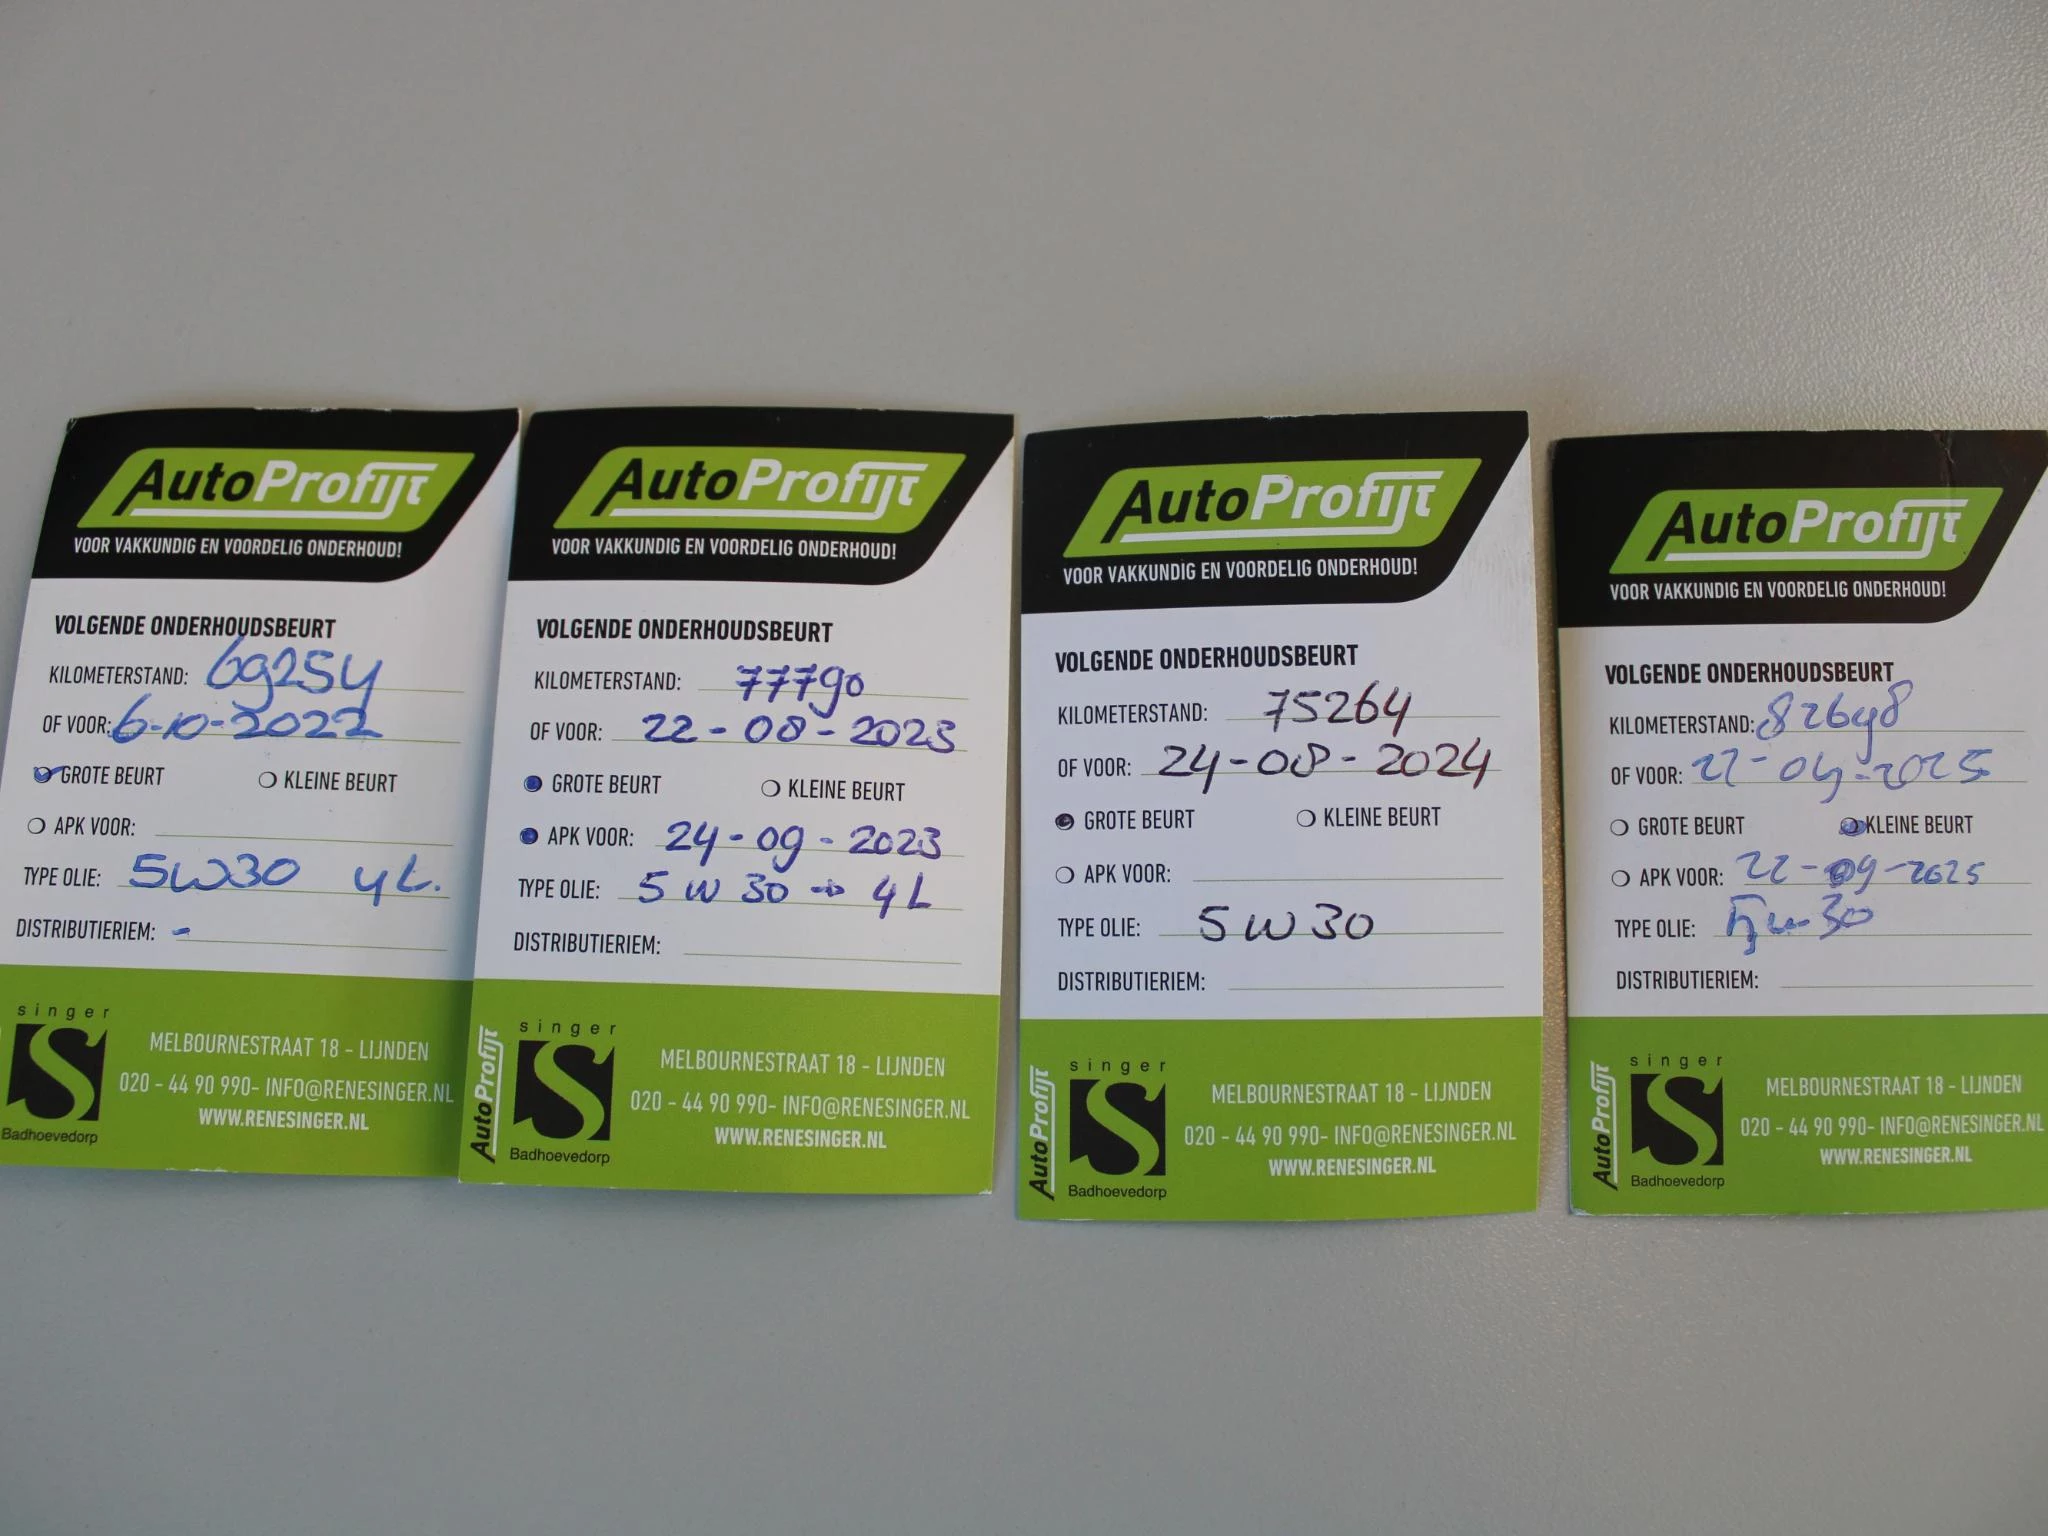 AutoProfijt
VOOR VAKKUNDIG EN VOORDELIG ONDERHOUD!
VOLGENDE ONDERHOUDSBEURT
KILOMETERSTAND: 69254
OF VOOR: 6-10-2022
GROTE BEURT KLEINE BEURT
APK VOOR:
TYPE OLIE: 5W30 4L.
DISTRIBUTIERIEM: -
singer
Badhoevedorp
MELBOURNESTRAAT 18 - LIJNDEN
020 - 44 90 990- INFO@RENESINGER.NL
WWW.RENESINGER.NL
AutoProfijt
VOOR VAKKUNDIG EN VOORDELIG ONDERHOUD!
VOLGENDE ONDERHOUDSBEURT
KILOMETERSTAND: 77790
OF VOOR: 22-08-2023
GROTE BEURT KLEINE BEURT
APK VOOR: 24-09-2023
TYPE OLIE: 5W30 → 4L
DISTRIBUTIERIEM:
AutoProfijt
singer
Badhoevedorp
MELBOURNESTRAAT 18 - LIJNDEN
020 - 44 90 990- INFO@RENESINGER.NL
WWW.RENESINGER.NL
AutoProfijt
VOOR VAKKUNDIG EN VOORDELIG ONDERHOUD!
VOLGENDE ONDERHOUDSBEURT
KILOMETERSTAND: 75264
OF VOOR: 24-08-2024
GROTE BEURT KLEINE BEURT
APK VOOR:
TYPE OLIE: 5W30
DISTRIBUTIERIEM:
AutoProfijt
singer
Badhoevedorp
MELBOURNESTRAAT 18 - LIJNDEN
020 - 44 90 990- INFO@RENESINGER.NL
WWW.RENESINGER.NL
AutoProfijt
VOOR VAKKUNDIG EN VOORDELIG ONDERHOUD!
VOLGENDE ONDERHOUDSBEURT
KILOMETERSTAND:
OF VOOR:
GROTE BEURT KLEINE BEURT
APK VOOR: 22-09-2025
TYPE OLIE: 5w-30
DISTRIBUTIERIEM:
AutoProfijt
singer
Badhoevedorp
MELBOURNESTRAAT 18 - LIJNDEN
020 - 44 90 990- INFO@RENESINGER.NL
WWW.RENESINGER.NL